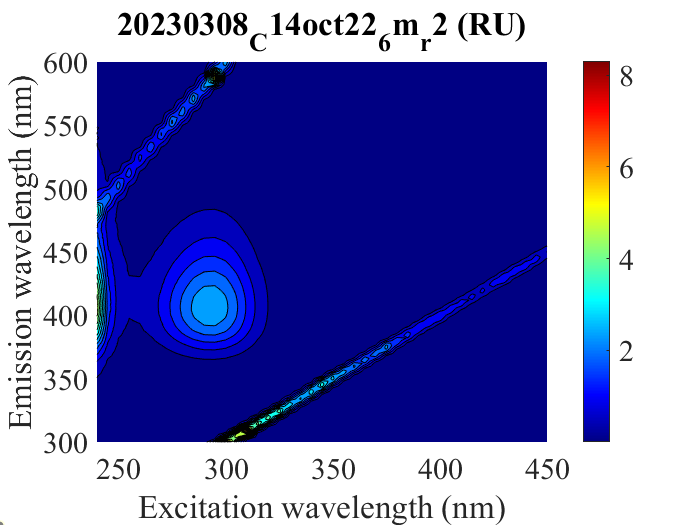 20230308C14oct226mr2 (RU)
600
550
500
450
400
350
300
Emission wavelength (nm)
250 300 350 400 450
Excitation wavelength (nm)
8
6
4
2